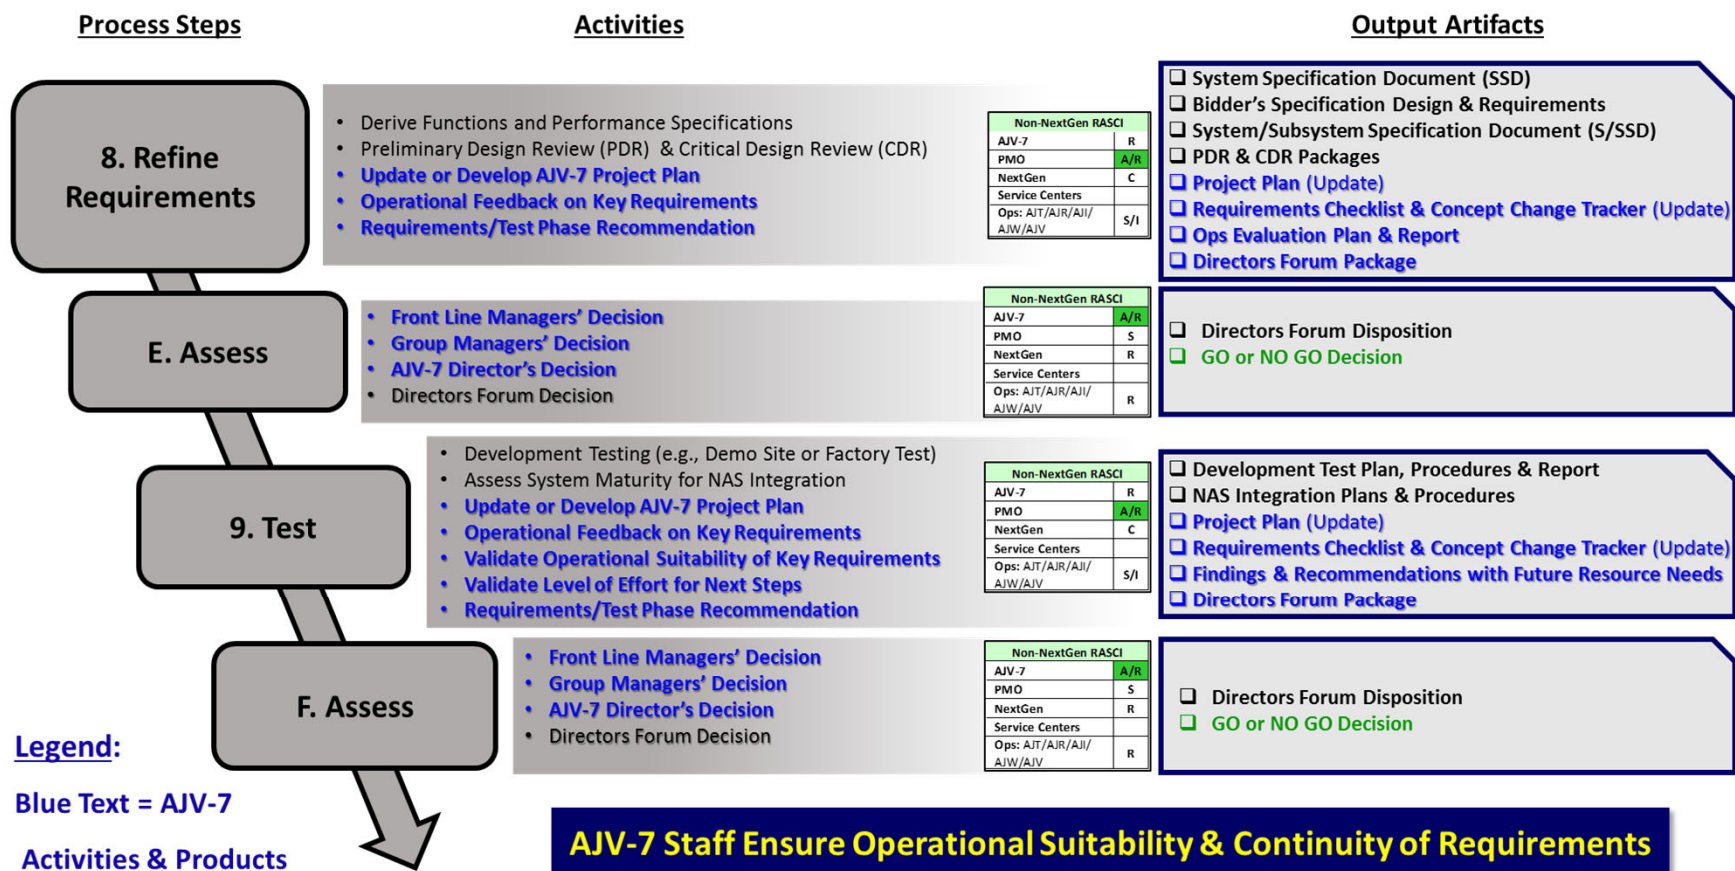 Process Steps
Activities
Output Artifacts
8. Refine
Requirements
• Derive Functions and Performance Specifications
• Preliminary Design Review (PDR) & Critical Design Review (CDR)
• Update or Develop AJV-7 Project Plan
• Operational Feedback on Key Requirements
• Requirements/Test Phase Recommendation
Non-NextGen RASCI
AJV-7 R
PMO A/R
NextGen C
Service Centers
Ops: AJT/AJR/AJI/
AJW/AJV S/I
❑ System Specification Document (SSD)
❑ Bidder's Specification Design & Requirements
❑ System/Subsystem Specification Document (S/SSD)
❑ PDR & CDR Packages
❑ Project Plan (Update)
❑ Requirements Checklist & Concept Change Tracker (Update)
❑ Ops Evaluation Plan & Report
❑ Directors Forum Package
E. Assess
• Front Line Managers' Decision
• Group Managers' Decision
• AJV-7 Director's Decision
• Directors Forum Decision
Non-NextGen RASCI
AJV-7 A/R
PMO S
NextGen R
Service Centers
Ops: AJT/AJR/AJI/
AJW/AJV R
❑ Directors Forum Disposition
❑ GO or NO GO Decision
9. Test
• Development Testing (e.g., Demo Site or Factory Test)
• Assess System Maturity for NAS Integration
• Update or Develop AJV-7 Project Plan
• Operational Feedback on Key Requirements
• Validate Operational Suitability of Key Requirements
• Validate Level of Effort for Next Steps
• Requirements/Test Phase Recommendation
Non-NextGen RASCI
AJV-7 R
PMO A/R
NextGen C
Service Centers
Ops: AJT/AJR/AJI/
AJW/AJV S/I
❑ Development Test Plan, Procedures & Report
❑ NAS Integration Plans & Procedures
❑ Project Plan (Update)
❑ Requirements Checklist & Concept Change Tracker (Update)
❑ Findings & Recommendations with Future Resource Needs
❑ Directors Forum Package
F. Assess
• Front Line Managers' Decision
• Group Managers' Decision
• AJV-7 Director's Decision
• Directors Forum Decision
Non-NextGen RASCI
AJV-7 A/R
PMO S
NextGen R
Service Centers
Ops: AJT/AJR/AJI/
AJW/AJV R
❑ Directors Forum Disposition
❑ GO or NO GO Decision
Legend:
Blue Text = AJV-7
Activities & Products
AJV-7 Staff Ensure Operational Suitability & Continuity of Requirements